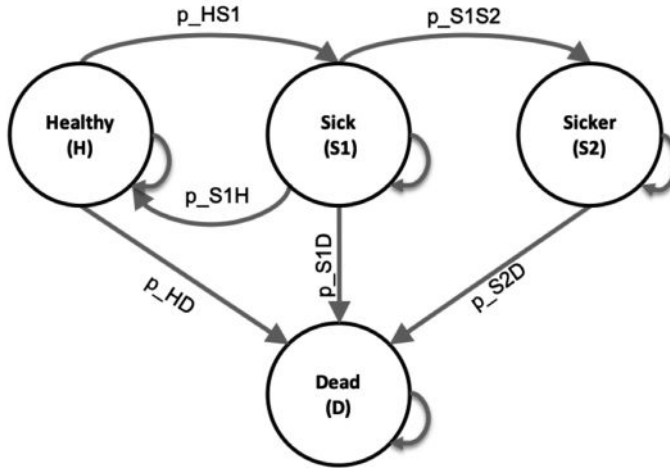 p_HS1
p_S1S2
Healthy
(H)
Sick
(S1)
Sicker
(S2)
p_S1H
p_HD
p_S1D
p_S2D
Dead
(D)